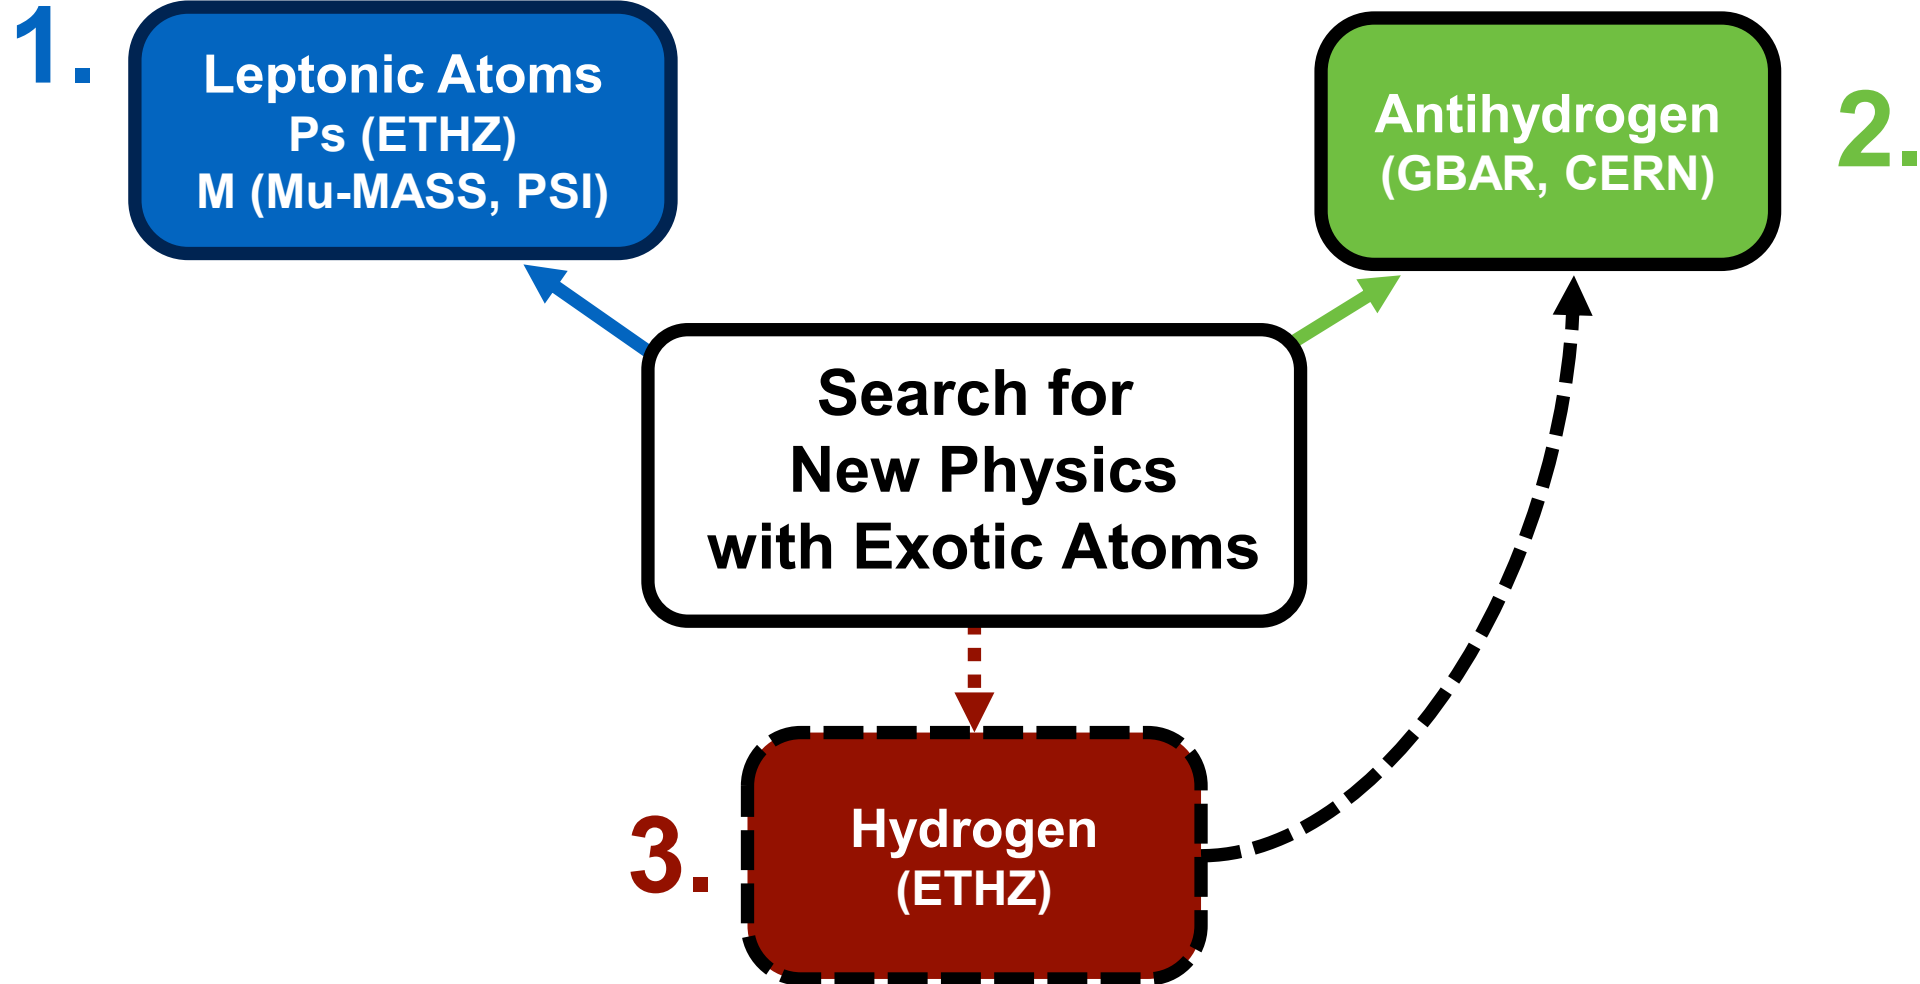 1.
Leptonic Atoms
Ps (ETHZ)
M (Mu-MASS, PSI)
Antihydrogen
(GBAR, CERN)
2.
Search for
New Physics
with Exotic Atoms
3.
Hydrogen
(ETHZ)